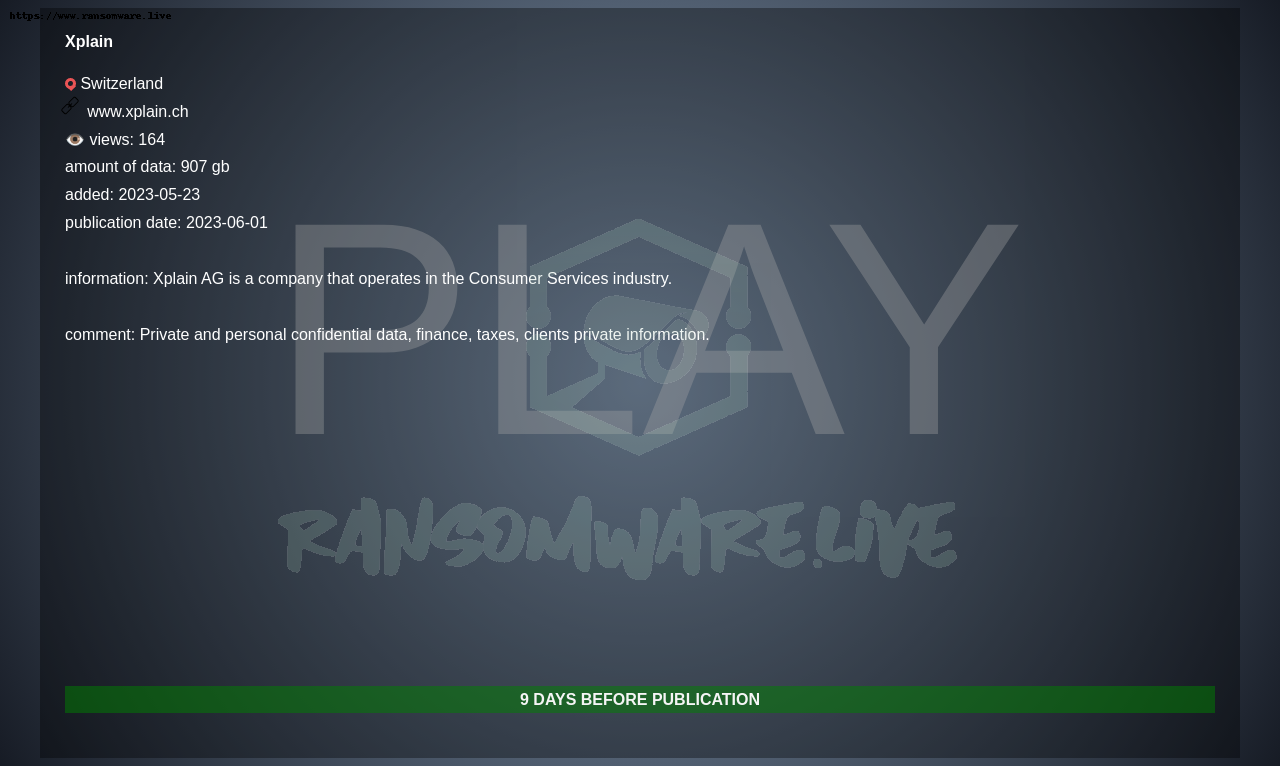 https://www.ransomware.live
Xplain
Switzerland
www.xplain.ch
views: 164
amount of data: 907 gb
added: 2023-05-23
publication date: 2023-06-01
information: Xplain AG is a company that operates in the Consumer Services industry.
comment: Private and personal confidential data, finance, taxes, clients private information.
PLAY
RANSOMWARE.LIVE
9 DAYS BEFORE PUBLICATION